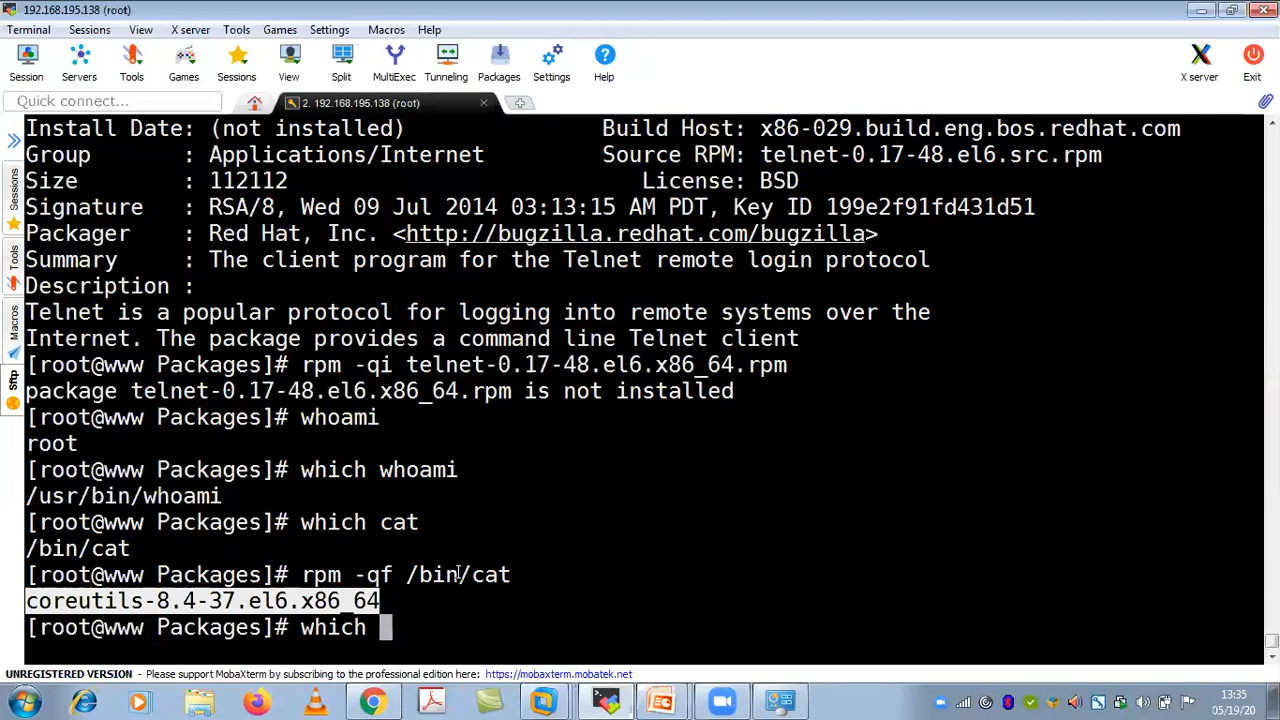 192.168.195.138 (root)
Terminal Sessions View X server Tools Games Settings Macros Help
Session Servers Tools Games Sessions View Split MultiExec Tunneling Packages Settings Help X server Exit
Quick connect...
2. 192.168.195.138 (root)
Sessions
Tools
Macros
Sftp
Install Date: (not installed) Build Host: x86-029.build.eng.bos.redhat.com
Group : Applications/Internet Source RPM: telnet-0.17-48.el6.src.rpm
Size : 112112 License: BSD
Signature : RSA/8, Wed 09 Jul 2014 03:13:15 AM PDT, Key ID 199e2f91fd431d51
Packager : Red Hat, Inc. <http://bugzilla.redhat.com/bugzilla>
Summary : The client program for the Telnet remote login protocol
Description :
Telnet is a popular protocol for logging into remote systems over the
Internet. The package provides a command line Telnet client
[root@www Packages]# rpm -qi telnet-0.17-48.el6.x86_64.rpm
package telnet-0.17-48.el6.x86_64.rpm is not installed
[root@www Packages]# whoami
root
[root@www Packages]# which whoami
/usr/bin/whoami
[root@www Packages]# which cat
/bin/cat
[root@www Packages]# rpm -qf /bin/cat
coreutils-8.4-37.el6.x86_64
[root@www Packages]# which
UNREGISTERED VERSION - Please support MobaXterm by subscribing to the professional edition here: https://mobaxterm.mobatek.net
13:35
05/19/20